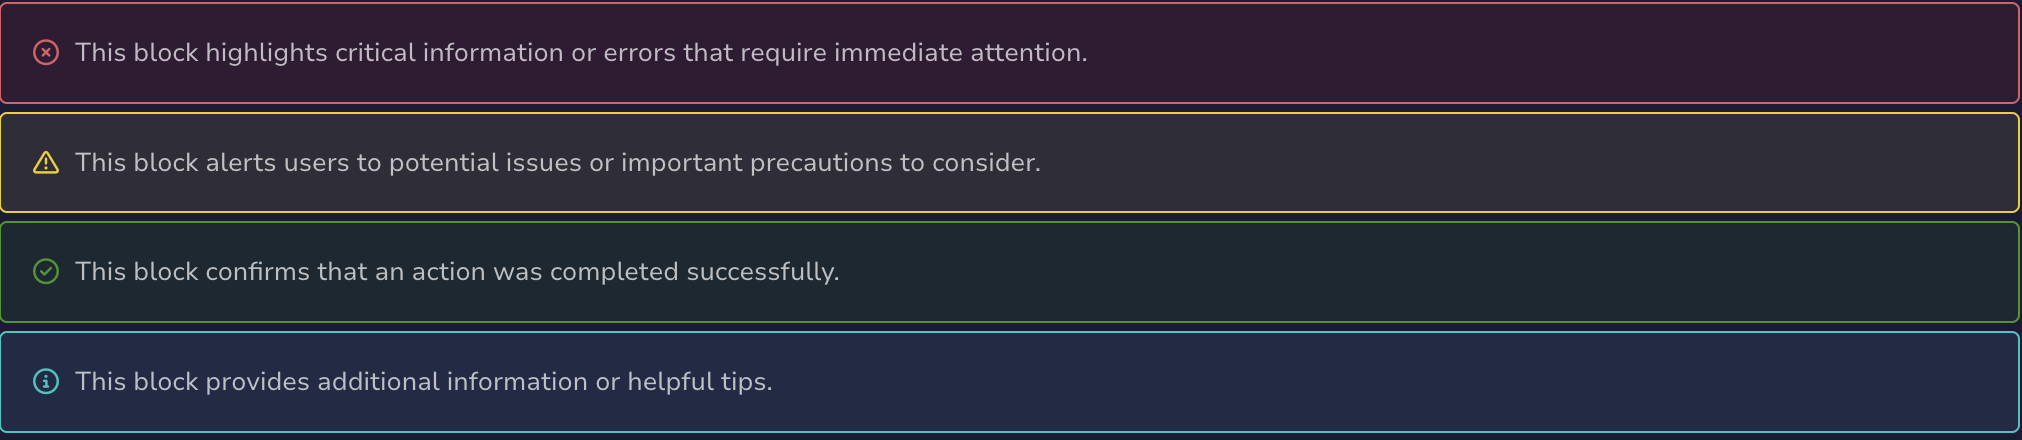 This block highlights critical information or errors that require immediate attention.
This block alerts users to potential issues or important precautions to consider.
This block confirms that an action was completed successfully.
This block provides additional information or helpful tips.